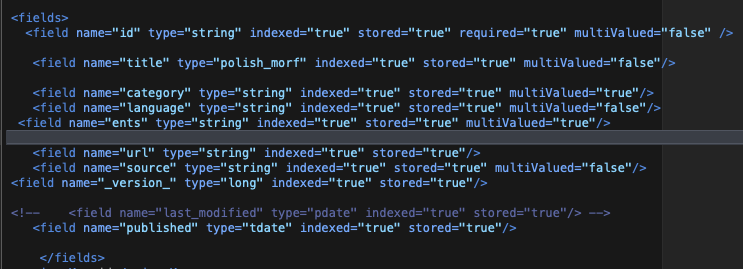 <fields>
<field name="id" type="string" indexed="true" stored="true" required="true" multiValued="false" />
<field name="title" type="polish_morf" indexed="true" stored="true" multiValued="false"/>
<field name="category" type="string" indexed="true" stored="true" multiValued="true"/>
<field name="language" type="string" indexed="true" stored="true" multiValued="false"/>
<field name="ents" type="string" indexed="true" stored="true" multiValued="true"/>
<field name="url" type="string" indexed="true" stored="true"/>
<field name="source" type="string" indexed="true" stored="true" multiValued="false"/>
<field name="_version_" type="long" indexed="true" stored="true"/>
<!-- <field name="last_modified" type="pdate" indexed="true" stored="true"/> -->
<field name="published" type="tdate" indexed="true" stored="true"/>
</fields>